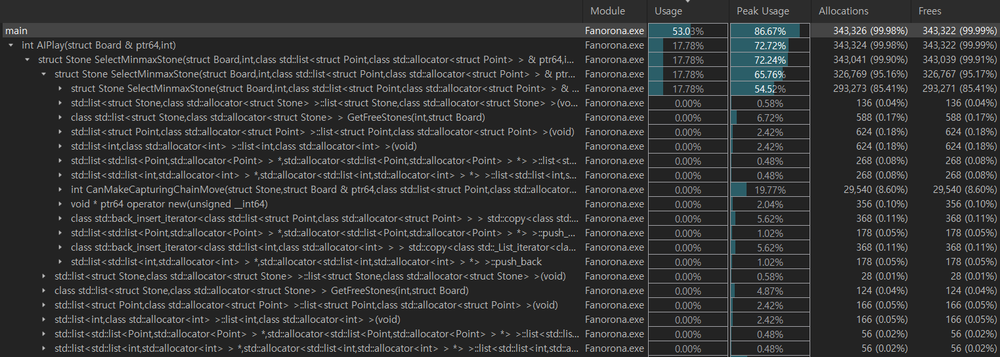 Module Usage Peak Usage Allocations Frees
main Fanorona.exe 53.03% 86.67% 343,326 (99.98%) 343,322 (99.99%)
int AIPlay(struct Board & ptr64,int) Fanorona.exe 17.78% 72.72% 343,324 (99.98%) 343,322 (99.99%)
struct Stone SelectMinmaxStone(struct Board,int,class std::list<struct Point,class std::allocator<struct Point> > & ptr64,i... Fanorona.exe 17.78% 72.24% 343,041 (99.90%) 343,039 (99.91%)
struct Stone SelectMinmaxStone(struct Board,int,class std::list<struct Point,class std::allocator<struct Point> > & ptr... Fanorona.exe 17.78% 65.76% 326,769 (95.16%) 326,767 (95.17%)
struct Stone SelectMinmaxStone(struct Board,int,class std::list<struct Point,class std::allocator<struct Point> > & ... Fanorona.exe 17.78% 54.52% 293,273 (85.41%) 293,271 (85.41%)
std::list<struct Stone,class std::allocator<struct Stone> >::list<struct Stone,class std::allocator<struct Stone> >(vo... Fanorona.exe 0.00% 0.58% 136 (0.04%) 136 (0.04%)
class std::list<struct Stone,class std::allocator<struct Stone> > GetFreeStones(int,struct Board) Fanorona.exe 0.00% 6.72% 588 (0.17%) 588 (0.17%)
std::list<struct Point,class std::allocator<struct Point> >::list<struct Point,class std::allocator<struct Point> >(void) Fanorona.exe 0.00% 2.42% 624 (0.18%) 624 (0.18%)
std::list<int,class std::allocator<int> >::list<int,class std::allocator<int> >(void) Fanorona.exe 0.00% 2.42% 624 (0.18%) 624 (0.18%)
std::list<std::list<Point,std::allocator<Point> > *,std::allocator<std::list<Point,std::allocator<Point> > *> >::list<st... Fanorona.exe 0.00% 0.48% 268 (0.08%) 268 (0.08%)
std::list<std::list<int,std::allocator<int> > *,std::allocator<std::list<int,std::allocator<int> > *> >::list<std::list<int,s... Fanorona.exe 0.00% 0.48% 268 (0.08%) 268 (0.08%)
int CanMakeCapturingChainMove(struct Stone,struct Board & ptr64,class std::list<struct Point,class std::allocator... Fanorona.exe 0.00% 19.77% 29,540 (8.60%) 29,540 (8.60%)
void * ptr64 operator new(unsigned __int64) Fanorona.exe 0.00% 2.04% 356 (0.10%) 356 (0.10%)
class std::back_insert_iterator<class std::list<struct Point,class std::allocator<struct Point> > > std::copy<class std... Fanorona.exe 0.00% 5.62% 368 (0.11%) 368 (0.11%)
std::list<std::list<Point,std::allocator<Point> > *,std::allocator<std::list<Point,std::allocator<Point> > *> >::push_... Fanorona.exe 0.00% 1.02% 178 (0.05%) 178 (0.05%)
class std::back_insert_iterator<class std::list<int,class std::allocator<int> > > std::copy<class std::_List_iterator<cla... Fanorona.exe 0.00% 5.62% 368 (0.11%) 368 (0.11%)
std::list<std::list<int,std::allocator<int> > *,std::allocator<std::list<int,std::allocator<int> > *> >::push_back Fanorona.exe 0.00% 1.02% 178 (0.05%) 178 (0.05%)
std::list<struct Stone,class std::allocator<struct Stone> >::list<struct Stone,class std::allocator<struct Stone> >(void) Fanorona.exe 0.00% 0.58% 28 (0.01%) 28 (0.01%)
class std::list<struct Stone,class std::allocator<struct Stone> > GetFreeStones(int,struct Board) Fanorona.exe 0.00% 4.87% 124 (0.04%) 124 (0.04%)
std::list<struct Point,class std::allocator<struct Point> >::list<struct Point,class std::allocator<struct Point> >(void) Fanorona.exe 0.00% 2.42% 166 (0.05%) 166 (0.05%)
std::list<int,class std::allocator<int> >::list<int,class std::allocator<int> >(void) Fanorona.exe 0.00% 2.42% 166 (0.05%) 166 (0.05%)
std::list<std::list<Point,std::allocator<Point> > *,std::allocator<std::list<Point,std::allocator<Point> > *> >::list<std::lis... Fanorona.exe 0.00% 0.48% 56 (0.02%) 56 (0.02%)
std::list<std::list<int,std::allocator<int> > *,std::allocator<std::list<int,std::allocator<int> > *> >::list<std::list<int,std::a... Fanorona.exe 0.00% 0.48% 56 (0.02%) 56 (0.02%)